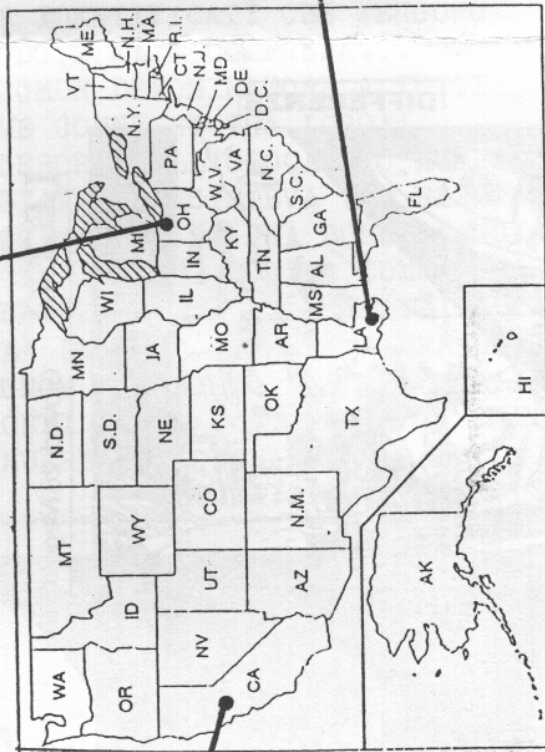 WA
MT
N.D.
MN
ME
OR
ID
S.D.
WI
MI
N.Y.
N.H.
MA
R.I.
CT
WY
NE
IA
PA
N.J.
MD
NV
UT
CO
KS
MO
IL
IN
OH
W.V.
VA
DE
D.C.
CA
AZ
N.M.
OK
AR
KY
TN
N.C.
S.C.
TX
LA
MS
AL
GA
FL
AK
HI